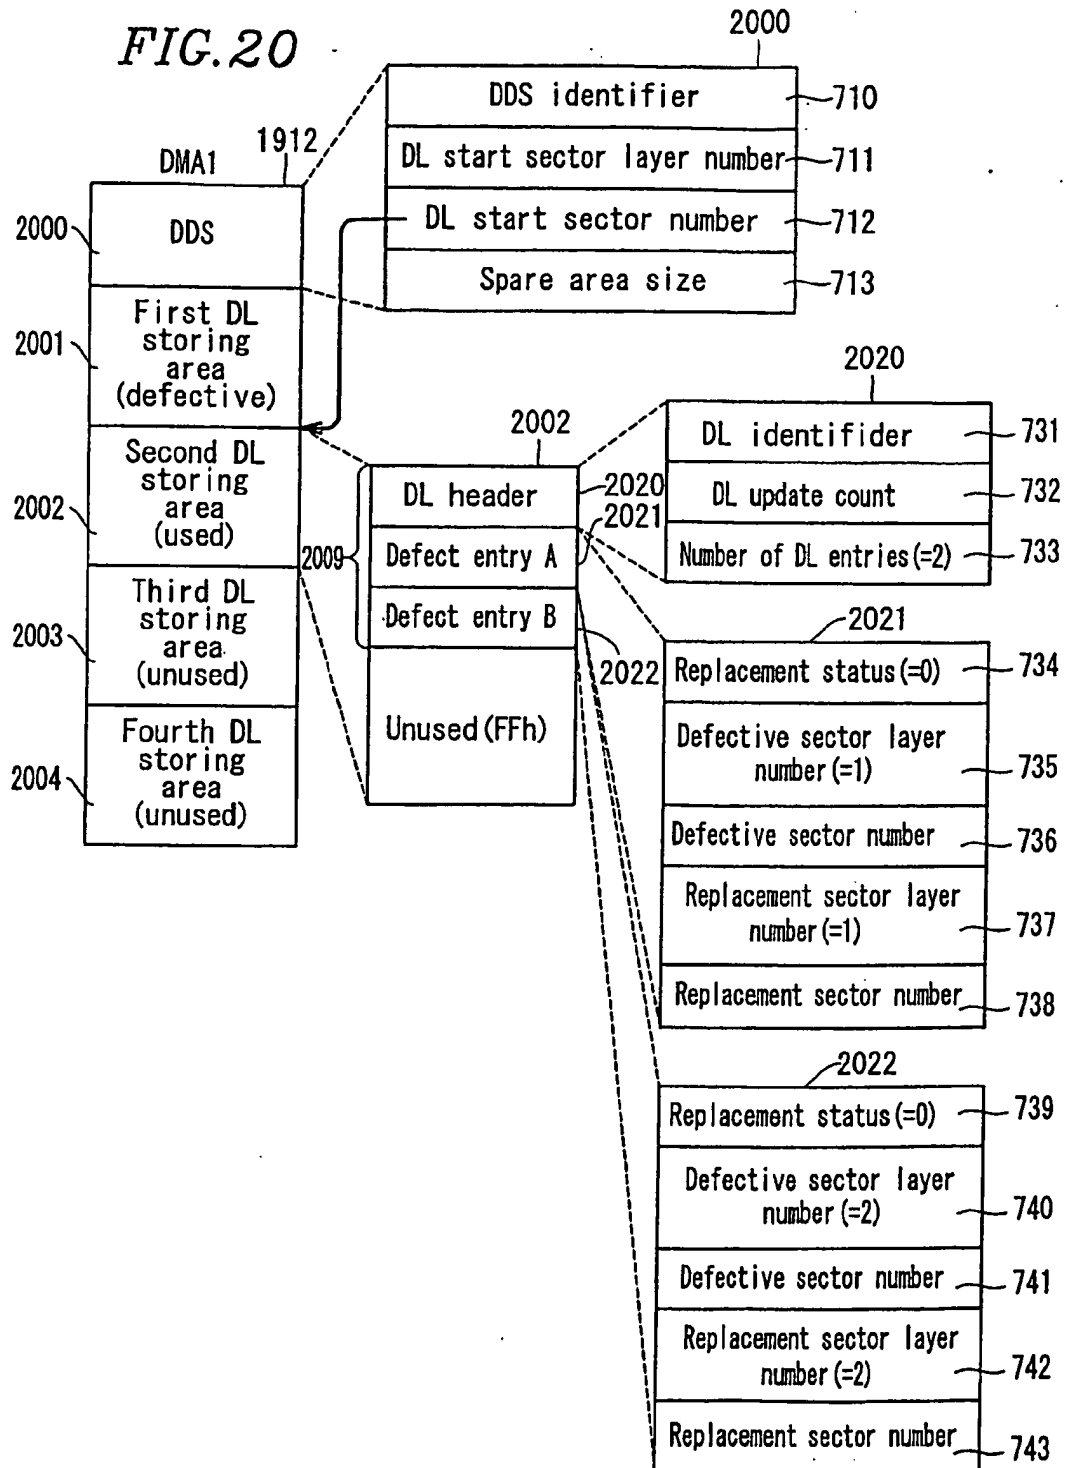 FIG.20
2000
DDS identifier
710
DL start sector layer number
711
DL start sector number
712
Spare area size
713
1912
DMA1
2000
DDS
2001
First DL
storing
area
(defective)
2002
Second DL
storing
area
(used)
2003
Third DL
storing
area
(unused)
2004
Fourth DL
storing
area
(unused)
2002
2009
DL header
2020
2021
Defect entry A
Defect entry B
2022
Unused(FFh)
2020
DL identifider
731
DL update count
732
Number of DL entries(=2)
733
2021
Replacement status(=0)
734
Defective sector layer
number(=1)
735
Defective sector number
736
Replacement sector layer
number(=1)
737
Replacement sector number
738
2022
Replacement status(=0)
739
Defective sector layer
number(=2)
740
Defective sector number
741
Replacement sector layer
number(=2)
742
Replacement sector number
743